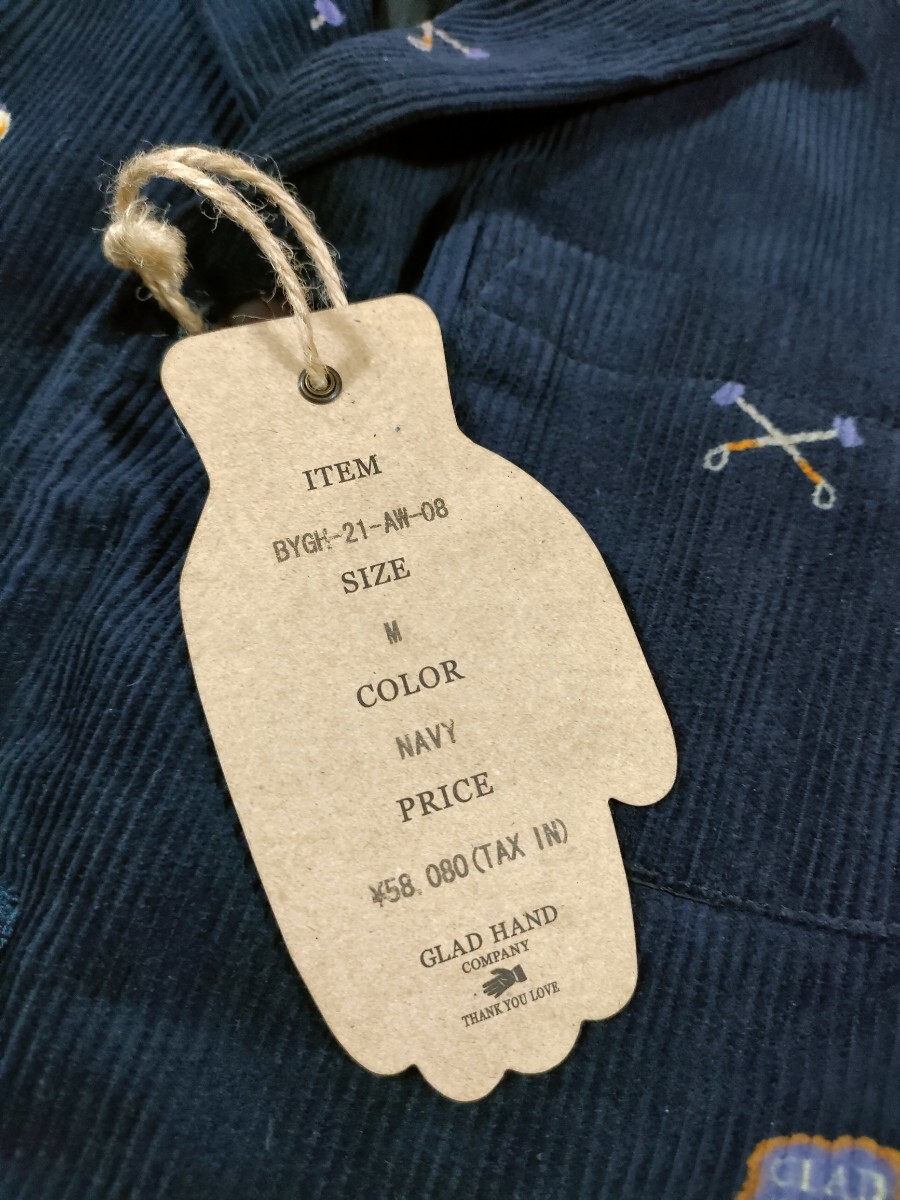 ITEM
BYGH-21-AW-08
SIZE
M
COLOR
NAVY
PRICE
¥58.080(TAX IN)
GLAD HAND
COMPANY
THANK YOU LOVE
GLAD